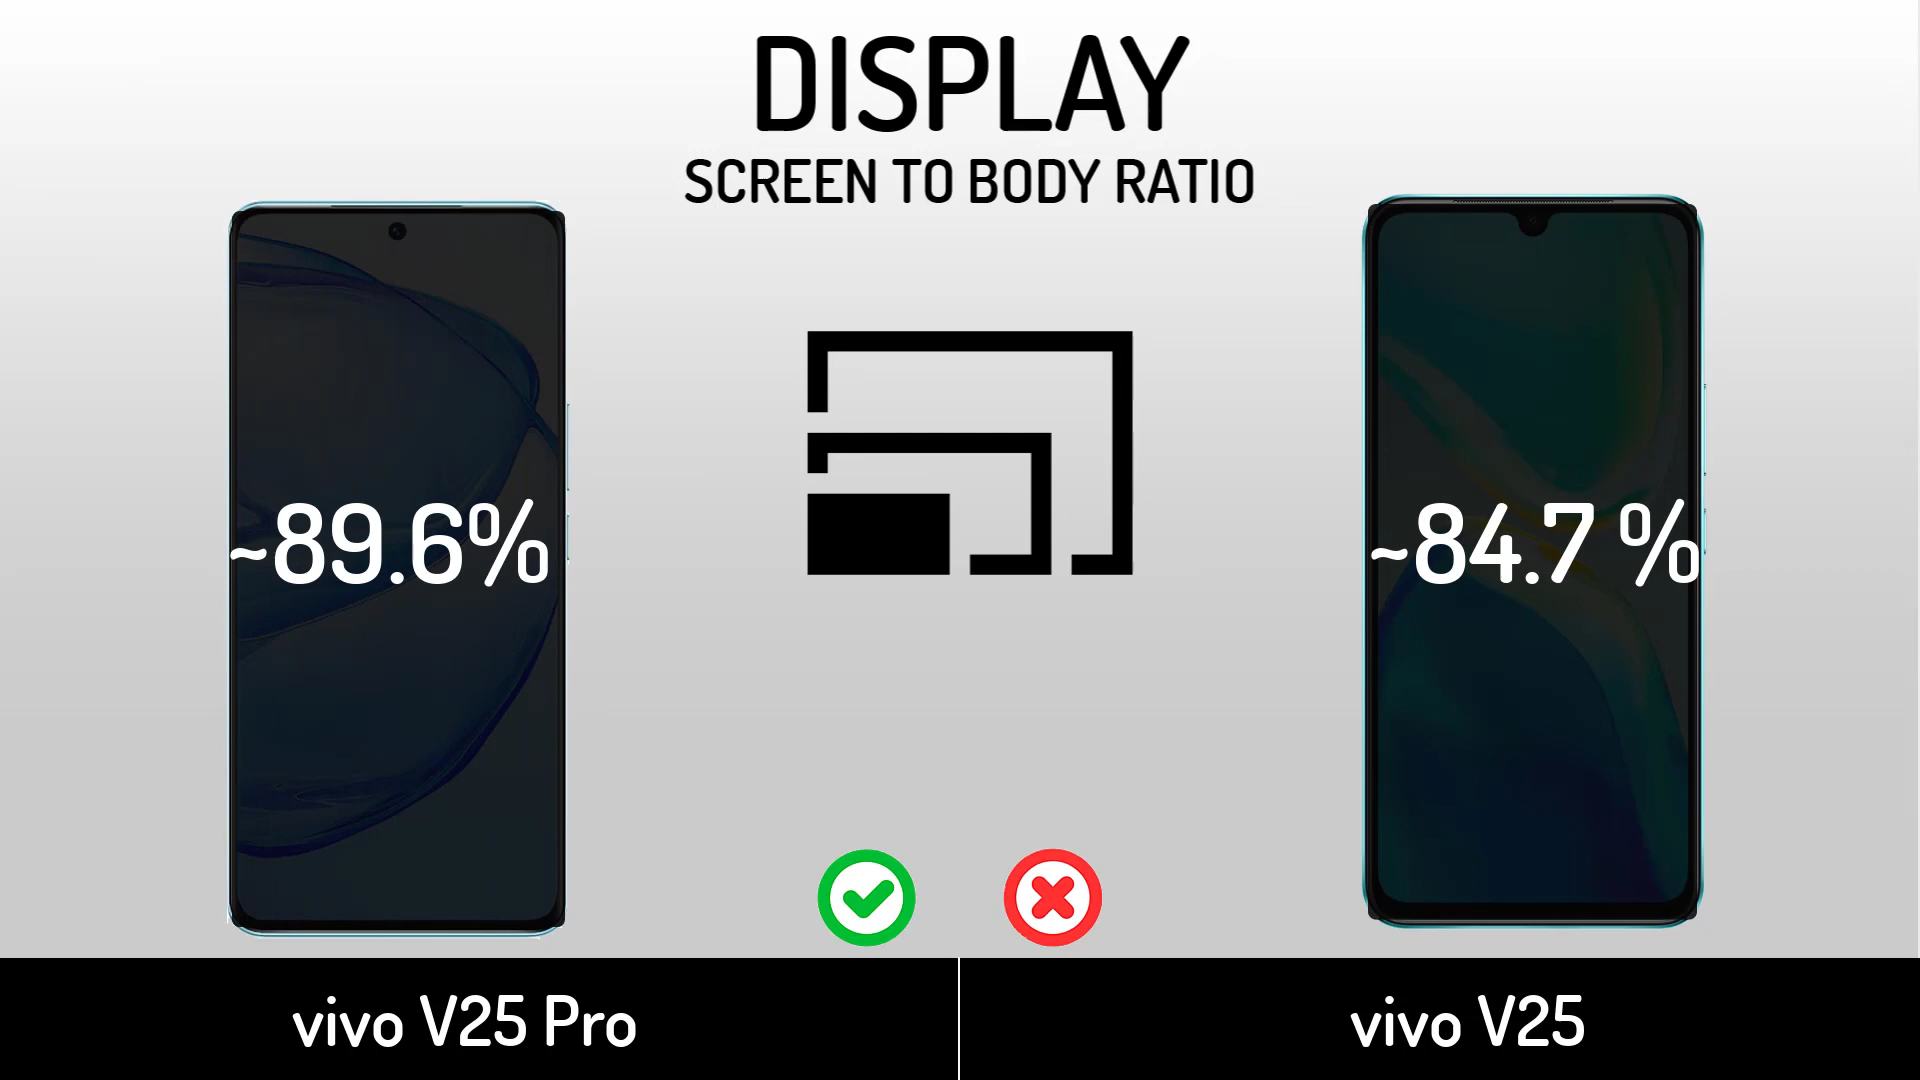 DISPLAY
SCREEN TO BODY RATIO
~89.6%
~84.7 %
vivo V25 Pro
vivo V25